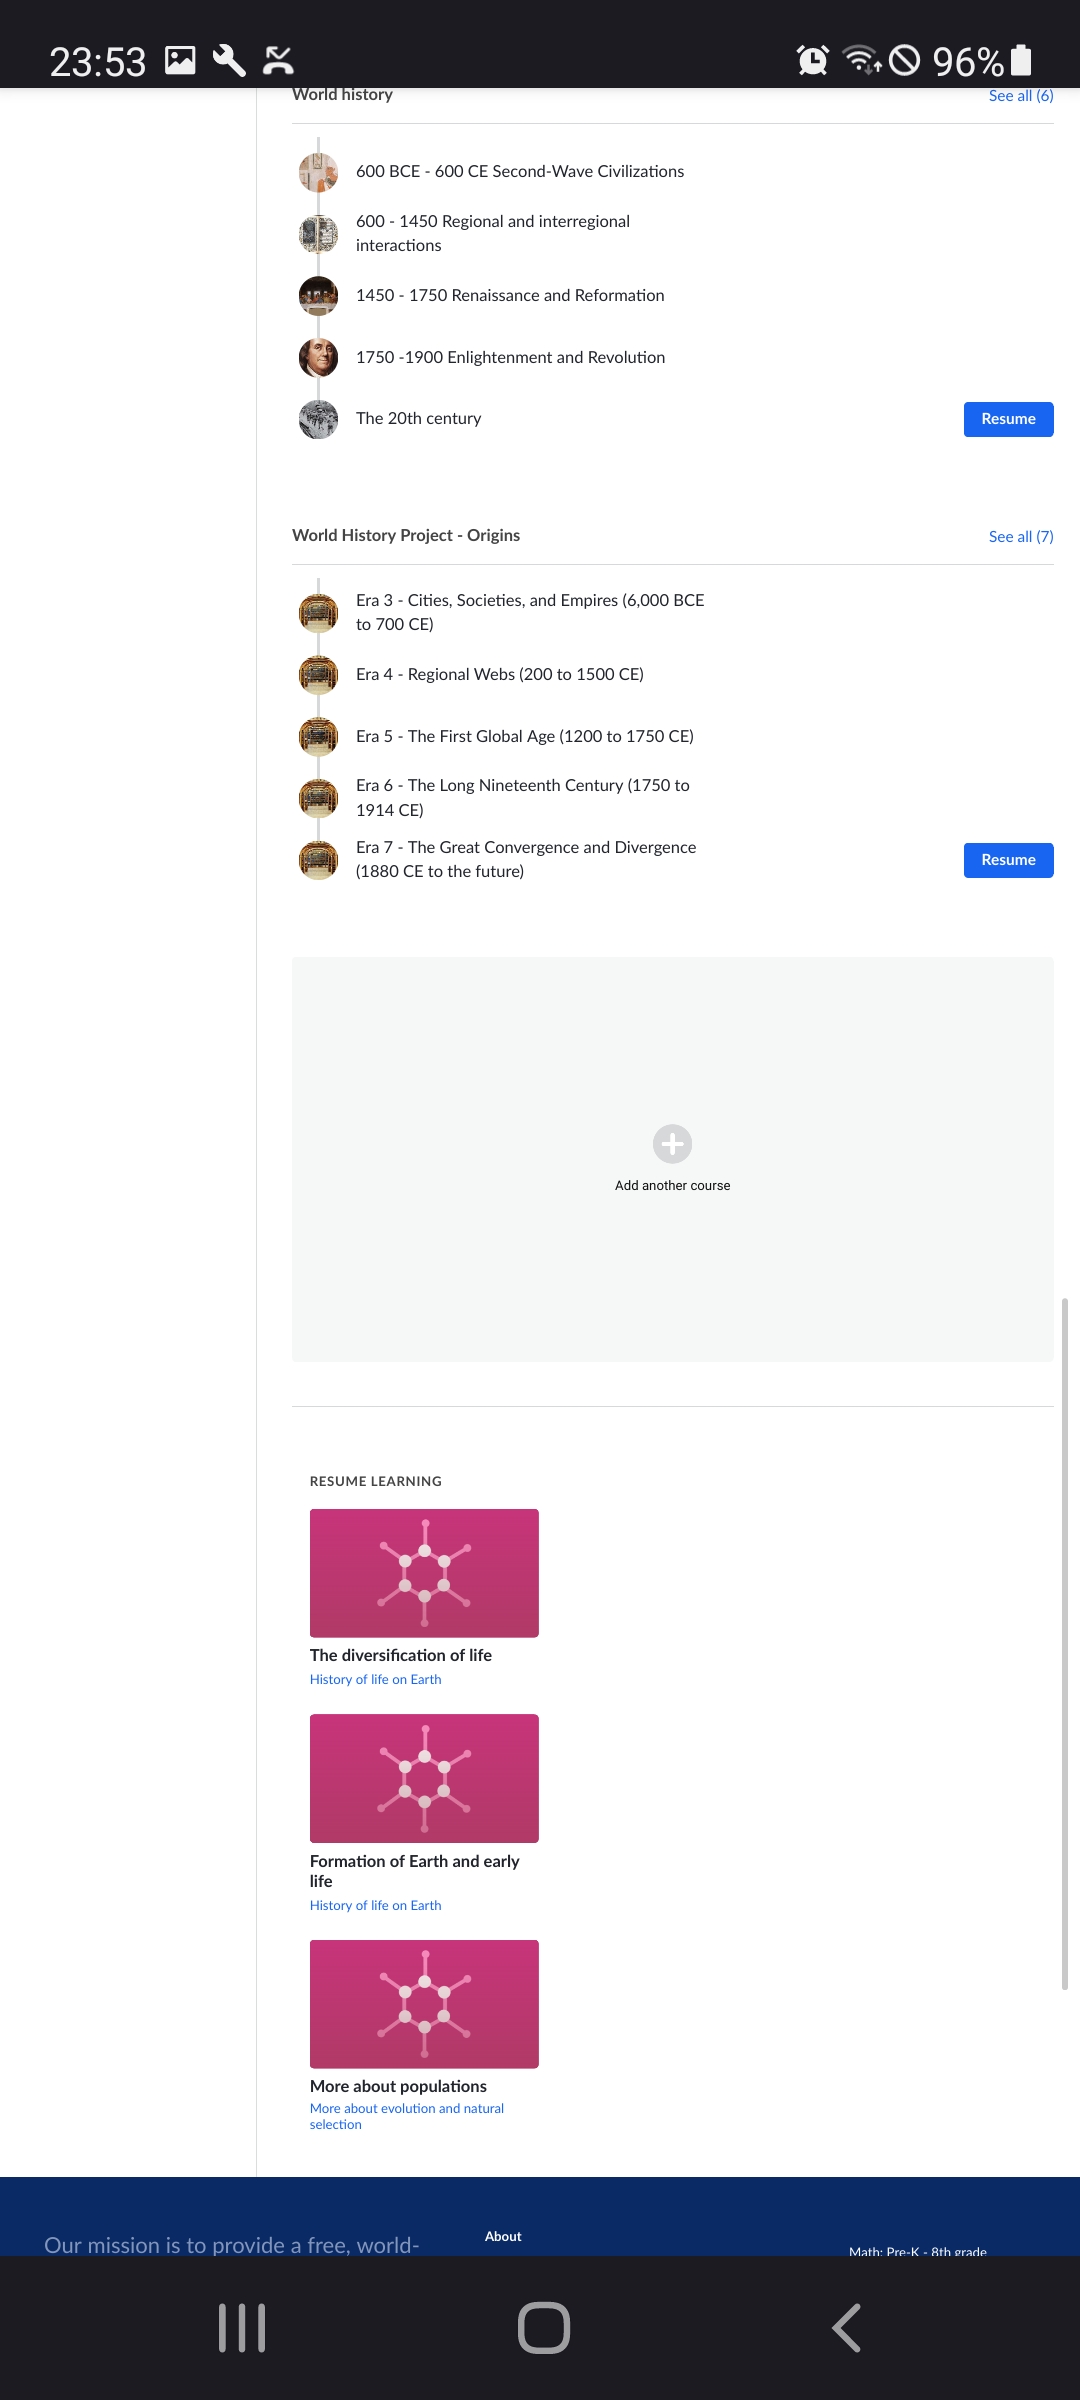 23:53
96%
World history
See all (6)
600 BCE - 600 CE Second-Wave Civilizations
600 - 1450 Regional and interregional
interactions
1450 - 1750 Renaissance and Reformation
1750 -1900 Enlightenment and Revolution
The 20th century
Resume
World History Project - Origins
See all (7)
Era 3 - Cities, Societies, and Empires (6,000 BCE
to 700 CE)
Era 4 - Regional Webs (200 to 1500 CE)
Era 5 - The First Global Age (1200 to 1750 CE)
Era 6 - The Long Nineteenth Century (1750 to
1914 CE)
Era 7 - The Great Convergence and Divergence
(1880 CE to the future)
Resume
Add another course
RESUME LEARNING
The diversification of life
History of life on Earth
Formation of Earth and early
life
History of life on Earth
More about populations
More about evolution and natural
selection
Our mission is to provide a free, world-
About
Math: Pre-K - 8th grade